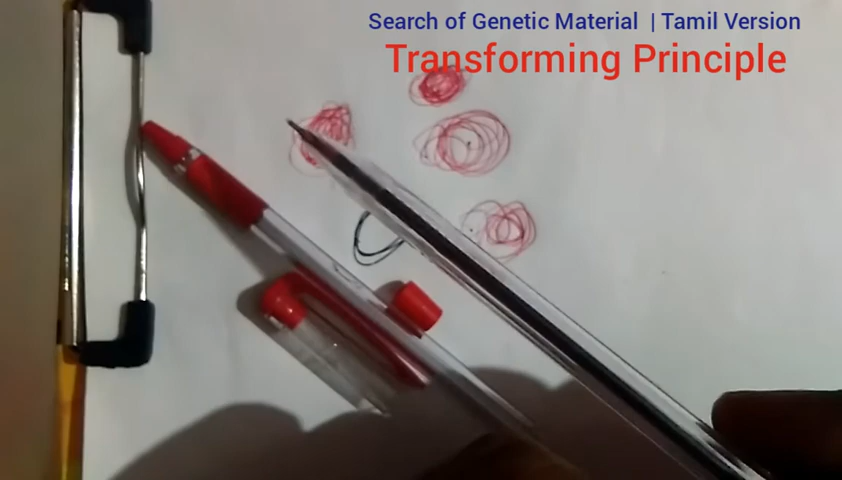 Search of Genetic Material | Tamil Version
Transforming Principle